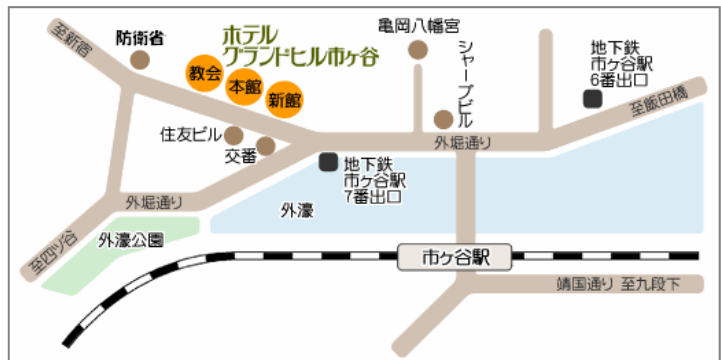 至新宿
防衛省
ホテル
グランドヒル市ヶ谷
教会
本館
新館
亀岡八幡宮
シャープビル
地下鉄
市ヶ谷駅
6番出口
至飯田橋
住友ビル
交番
外堀通り
地下鉄
市ヶ谷駅
7番出口
外堀通り
外濠
至四ツ谷
外濠公園
市ヶ谷駅
靖国通り 至九段下